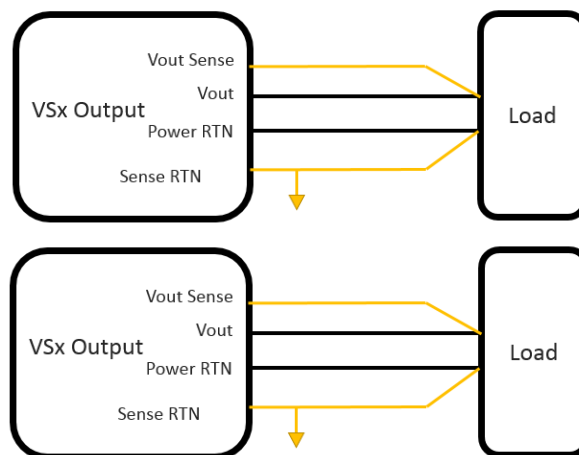 Vout Sense
Vout
VSx Output
Power RTN
Sense RTN
Load
Vout Sense
Vout
VSx Output
Power RTN
Sense RTN
Load